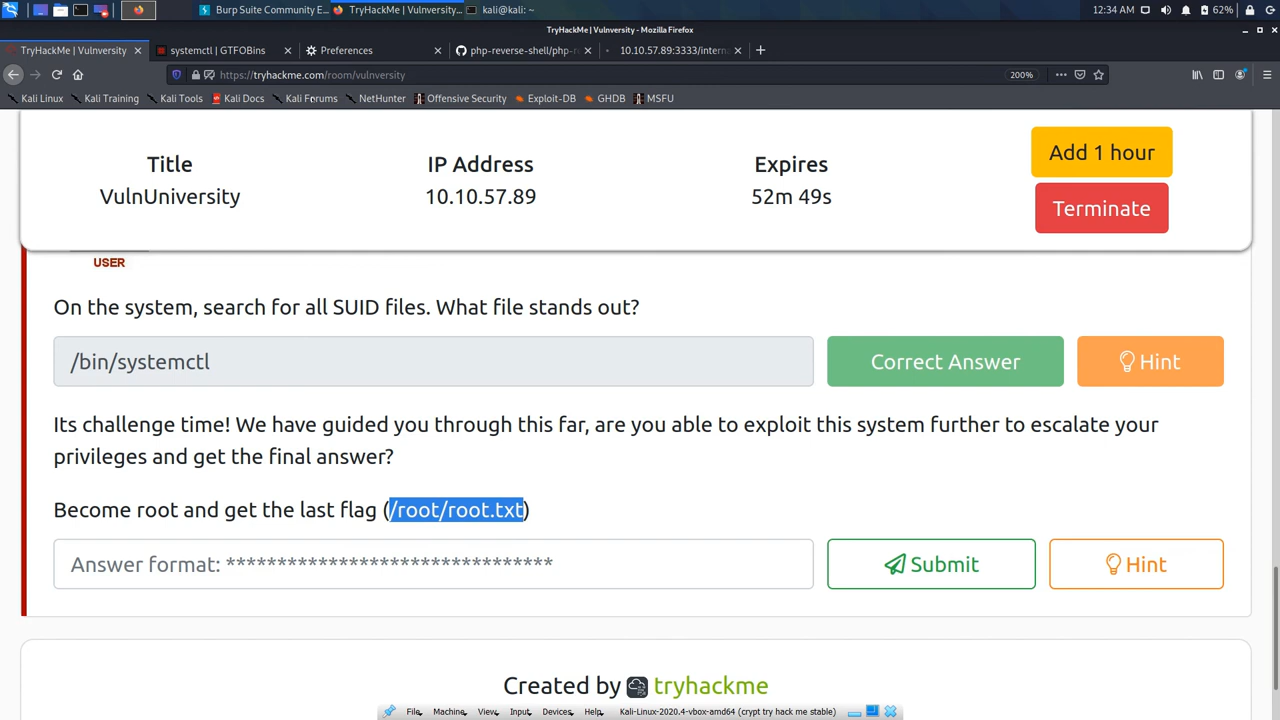 Burp Suite Community E...
TryHackMe | Vulnversity...
kali@kali: ~
12:34 AM
62%
TryHackMe | Vulnversity - Mozilla Firefox
TryHackMe | Vulnversity
systemctl | GTFOBins
Preferences
php-reverse-shell/php-r
10.10.57.89:3333/intern
https://tryhackme.com/room/vulnversity
200%
Kali Linux
Kali Training
Kali Tools
Kali Docs
Kali Forums
NetHunter
Offensive Security
Exploit-DB
GHDB
MSFU
Title
IP Address
Expires
Add 1 hour
VulnUniversity
10.10.57.89
52m 49s
Terminate
USER
On the system, search for all SUID files. What file stands out?
/bin/systemctl
Correct Answer
Hint
Its challenge time! We have guided you through this far, are you able to exploit this system further to escalate your
privileges and get the final answer?
Become root and get the last flag (/root/root.txt)
Answer format: ********************************
Submit
Hint
Created by tryhackme
File Machine View Input Devices Help Kali-Linux-2020.4-vbox-amd64 (crypt try hack me stable)